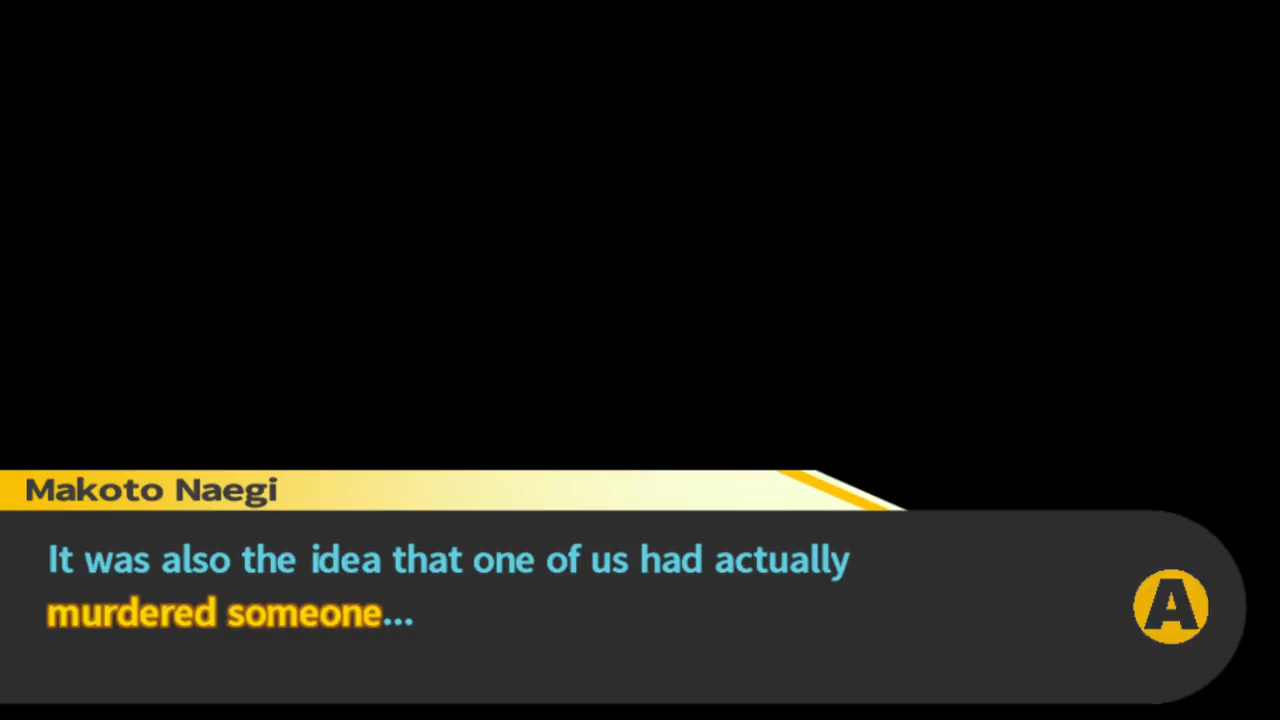 Makoto Naegi
It was also the idea that one of us had actually
murdered someone...
A